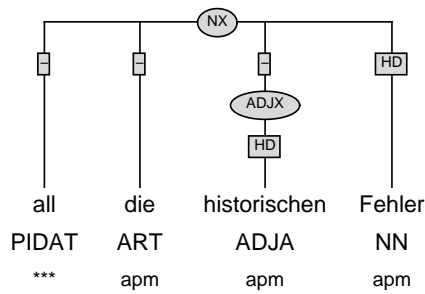 NX
– – – HD
ADJX
HD
all die historischen Fehler
PIDAT ART ADJA NN
*** apm apm apm